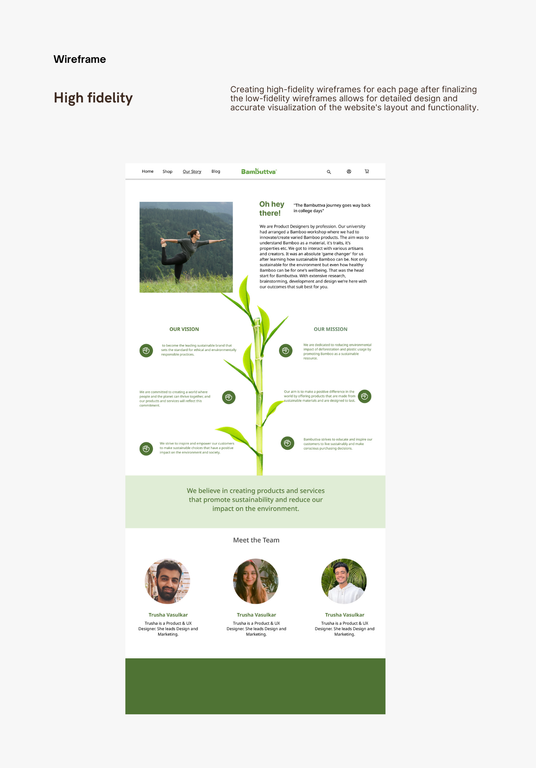 Wireframe
High fidelity
Creating high-fidelity wireframes for each page after finalizing
the low-fidelity wireframes allows for detailed design and
accurate visualization of the website's layout and functionality.
Home Shop Our Story Blog Bambuttva
Oh hey
there!
"The Bambuttva journey goes way back
in college days"
We are Product Designers by profession. Our university
had arranged a Bamboo workshop where we had to
innovate/create varied Bamboo products. The aim was to
understand Bamboo as a material: it's traits, it's
properties etc. We got to interact with various artisans
and creators. It was an absolute 'game changer' for us
after learning how sustainable Bamboo can be. Not only
sustainable for the environment but even how healthy
Bamboo can be for one's wellbeing. That was the head
start for Bambuttva. With extensive research,
brainstorming, development and design we're here with
our outcomes that suit best for you.
OUR VISION
To become the leading sustainable brand that
sets the standard for ethical and environmentally
responsible practices.
We are committed to creating a world where
people and the planet can thrive together, and
our products and services will reflect this
commitment.
We strive to inspire and empower our customers
to make sustainable choices that have a positive
impact on the environment and society.
OUR MISSION
We are dedicated to reducing environmental
impact of deforestation and plastic usage by
promoting Bamboo as a sustainable
resource.
Our aim is to make a positive difference in the
world by offering products that are made from
sustainable materials and are designed to last.
Bambuttva strives to educate and inspire our
customers to the sustainability and make
conscious purchasing decisions.
We believe in creating products and services
that promote sustainability and reduce our
impact on the environment.
Meet the Team
Trusha Vasulkar
Trusha is a Product & UX
Designer. She leads Design and
Marketing.
Trusha Vasulkar
Trusha is a Product & UX
Designer. She leads Design and
Marketing.
Trusha Vasulkar
Trusha is a Product & UX
Designer. She leads Design and
Marketing.